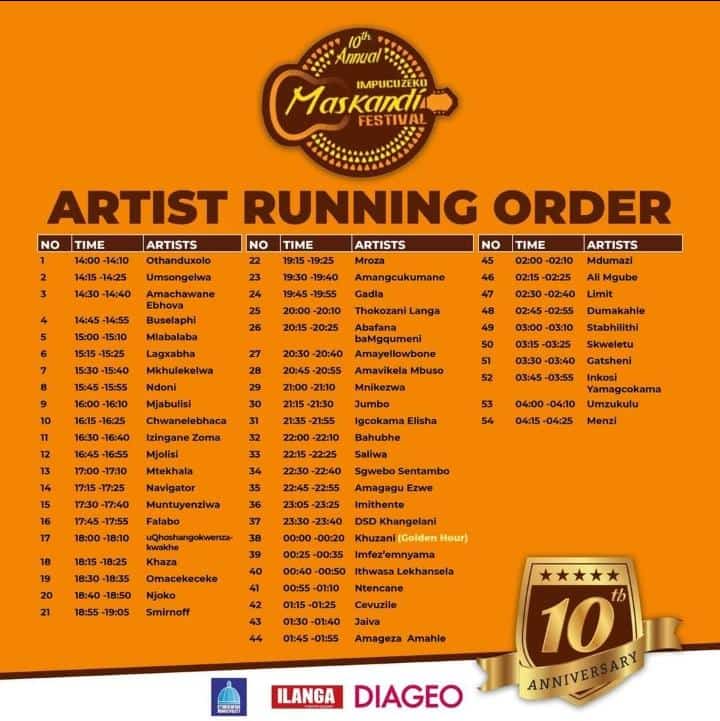 10th
Annual
IMPUCUZEKO
Maskandi
FESTIVAL
ARTIST RUNNING ORDER
NO TIME ARTISTS
1 14:00 -14:10 Othanduxolo
2 14:15 -14:25 Umsongelwa
3 14:30 -14:40 Amachawane
Ebhova
4 14:45 -14:55 Buselaphi
5 15:00 -15:10 Mlabalaba
6 15:15 -15:25 Lagxabha
7 15:30 -15:40 Mkhulekelwa
8 15:45 -15:55 Ndoni
9 16:00 -16:10 Mjabulisi
10 16:15 -16:25 Chwanelebhaca
11 16:30 -16:40 Izingane Zoma
12 16:45 -16:55 Mjolisi
13 17:00 -17:10 Mtekhala
14 17:15 -17:25 Navigator
15 17:30 -17:40 Muntuyenziwa
16 17:45 -17:55 Falabo
17 18:00 -18:10 uQhoshangokwenza-
kwakhe
18 18:15 -18:25 Khaza
19 18:30 -18:35 Omacekeceke
20 18:40 -18:50 Njoko
21 18:55 -19:05 Smirnoff
NO TIME ARTISTS
22 19:15 -19:25 Mroza
23 19:30 -19:40 Amangcukumane
24 19:45 -19:55 Gadla
25 20:00 -20:10 Thokozani Langa
26 20:15 -20:25 Abafana
baMgqumeni
27 20:30 -20:40 Amayellowbone
28 20:45 -20:55 Amavikela Mbuso
29 21:00 -21:10 Mnikezwa
30 21:15 -21:30 Jumbo
31 21:35 -21:55 Igcokama Elisha
32 22:00 -22:10 Bahubhe
33 22:15 -22:25 Saliwa
34 22:30 -22:40 Sgwebo Sentambo
35 22:45 -22:55 Amagagu Ezwe
36 23:05 -23:25 Imithente
37 23:30 -23:40 DSD Khangelani
38 00:00 -00:20 Khuzani (Golden Hour)
39 00:25 -00:35 Imfez'emnyama
40 00:40 -00:50 Ithwasa Lekhansela
41 00:55 -01:10 Ntencane
42 01:15 -01:25 Cevuzile
43 01:30 -01:40 Jaiva
44 01:45 -01:55 Amageza Amahle
NO TIME ARTISTS
45 02:00 -02:10 Mdumazi
46 02:15 -02:25 Ali Mgube
47 02:30 -02:40 Limit
48 02:45 -02:55 Dumakahle
49 03:00 -03:10 Stabhilithi
50 03:15 -03:25 Skweletu
51 03:30 -03:40 Gatsheni
52 03:45 -03:55 Inkosi
Yamagcokama
53 04:00 -04:10 Umzukulu
54 04:15 -04:25 Menzi
10th
ANNIVERSARY
ILANGA
DIAGEO